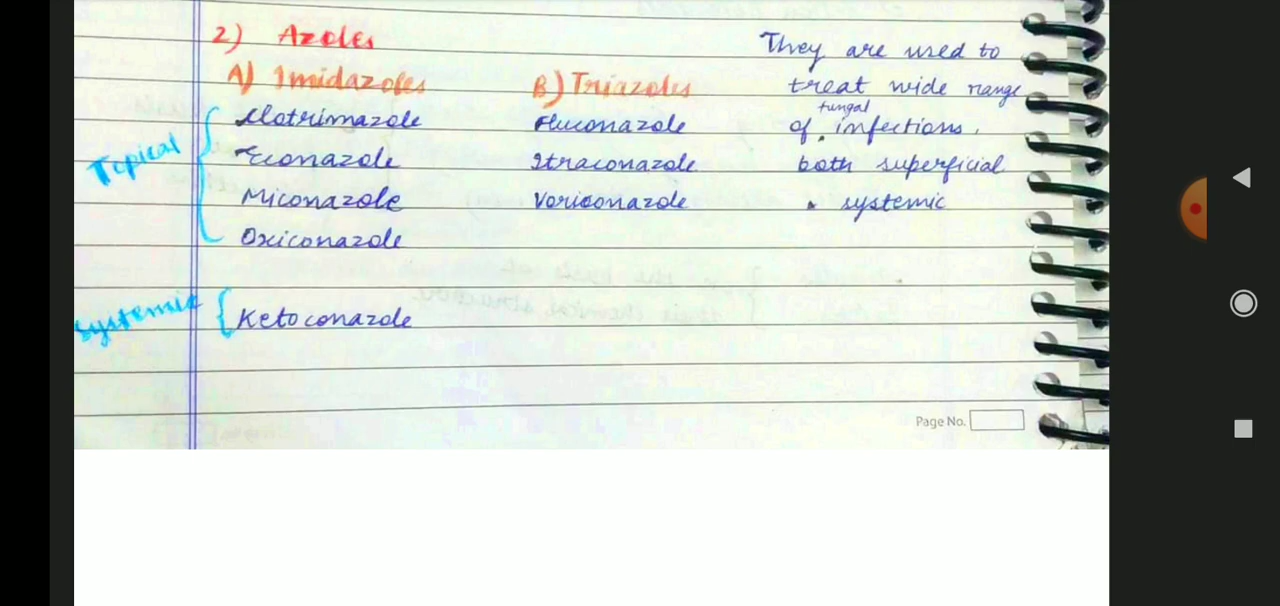 2) Azoles
They are used to
A) Imidazoles B) Triazoles
treat wide range
fungal
Topical
Clotrimazole Fluconazole
of infections,
Econazole Itraconazole
both superficial
Miconazole Voriconazole
systemic
Oxiconazole
Systemic
Ketoconazole
Page No.